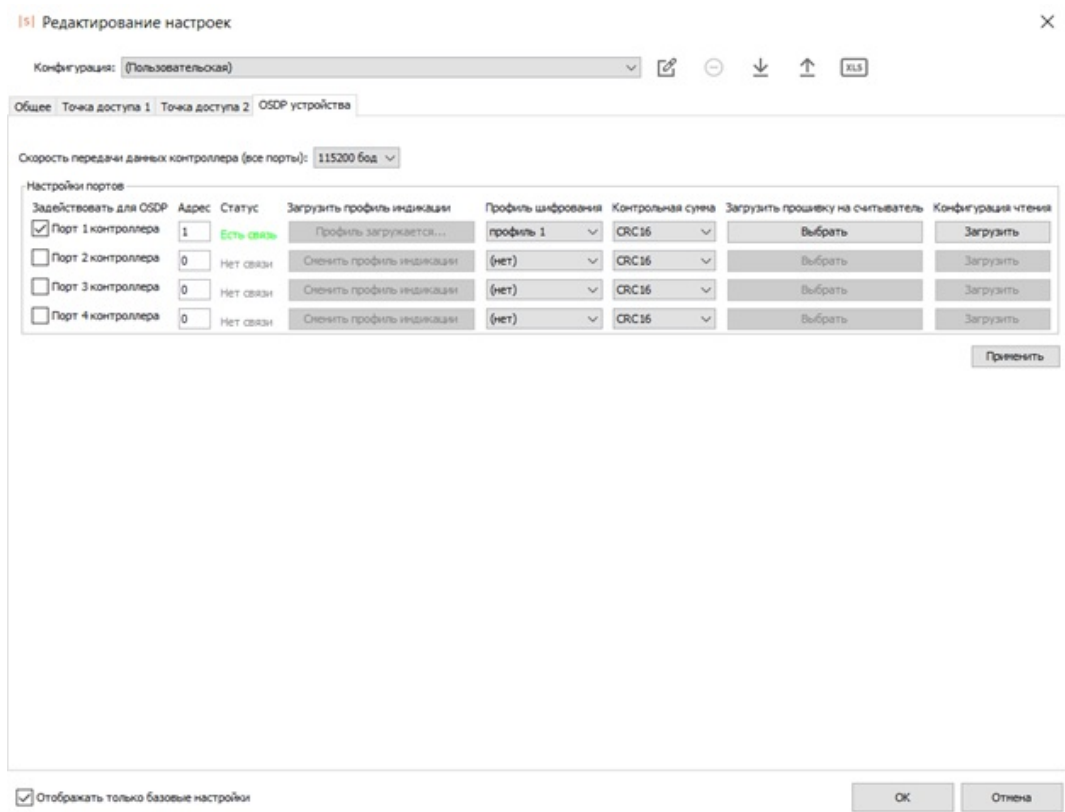 |S| Редактирование настроек
Конфигурация: (Пользовательская) XLS
Общее Точка доступа 1 Точка доступа 2 OSDP устройства
Скорость передачи данных контроллера (все порты): 115200 бод
Настройки портов
Задействовать для OSDP Адрес Статус Загрузить профиль индикации Профиль шифрования Контрольная сумма Загрузить прошивку на считыватель Конфигурация чтения
Порт 1 контроллера 1 Есть связь Профиль загружается... профиль 1 CRC16 Выбрать Загрузить
Порт 2 контроллера 0 Нет связи Сменить профиль индикации (нет) CRC16 Выбрать Загрузить
Порт 3 контроллера 0 Нет связи Сменить профиль индикации (нет) CRC16 Выбрать Загрузить
Порт 4 контроллера 0 Нет связи Сменить профиль индикации (нет) CRC16 Выбрать Загрузить
Применить
Отображать только базовые настройки OK Отмена